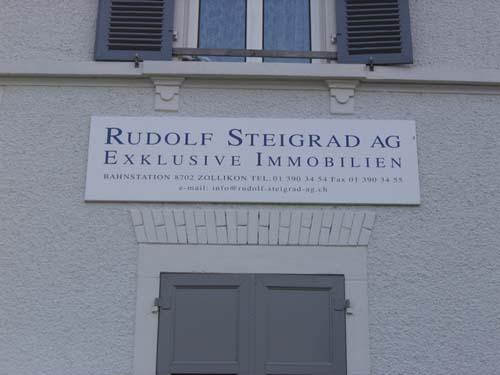 RUDOLF STEIGRAD AG
EXKLUSIVE IMMOBILIEN
BAHNSTATION 8702 ZOLLIKON TEL. 01 390 34 54 Fax 01 390 34 55
e-mail: info@rudolf-steigrad-ag.ch